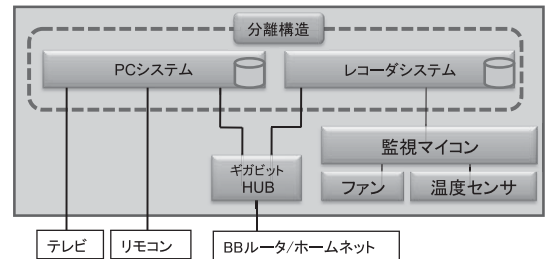 分離構造
PCシステム
レコーダシステム
監視マイコン
ギガビット
HUB
ファン
温度センサ
テレビ
リモコン
BBルータ/ホームネット